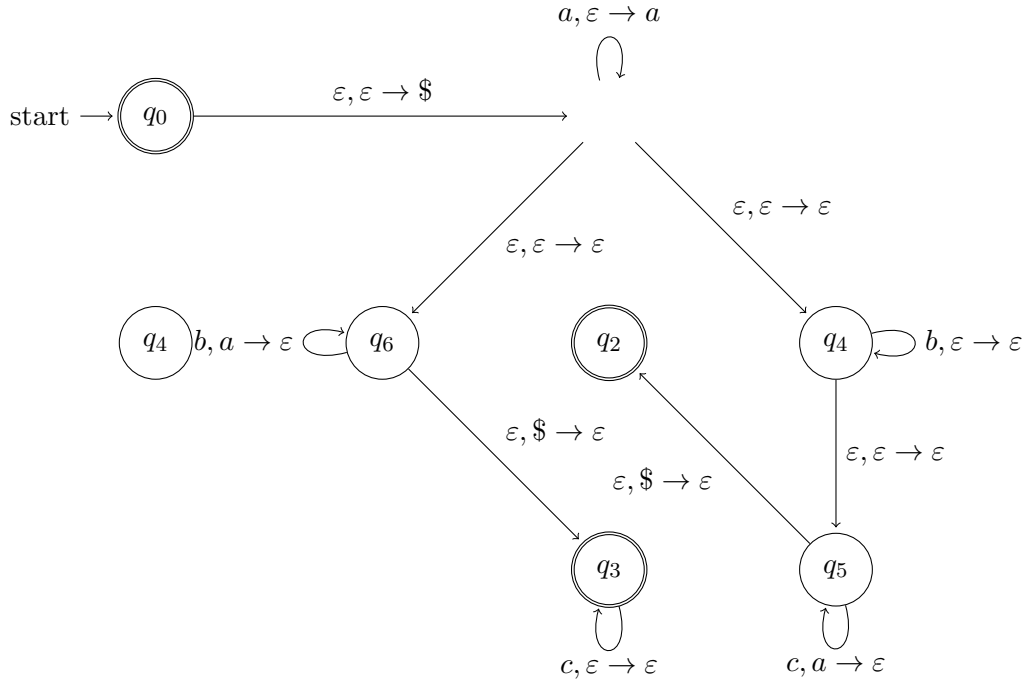 a, ε → a
start
q0
ε, ε → $
ε, ε → ε
ε, ε → ε
q4
b, a → ε
q6
q2
q4
b, ε → ε
ε, $ → ε
ε, ε → ε
ε, $ → ε
q3
q5
c, ε → ε
c, a → ε